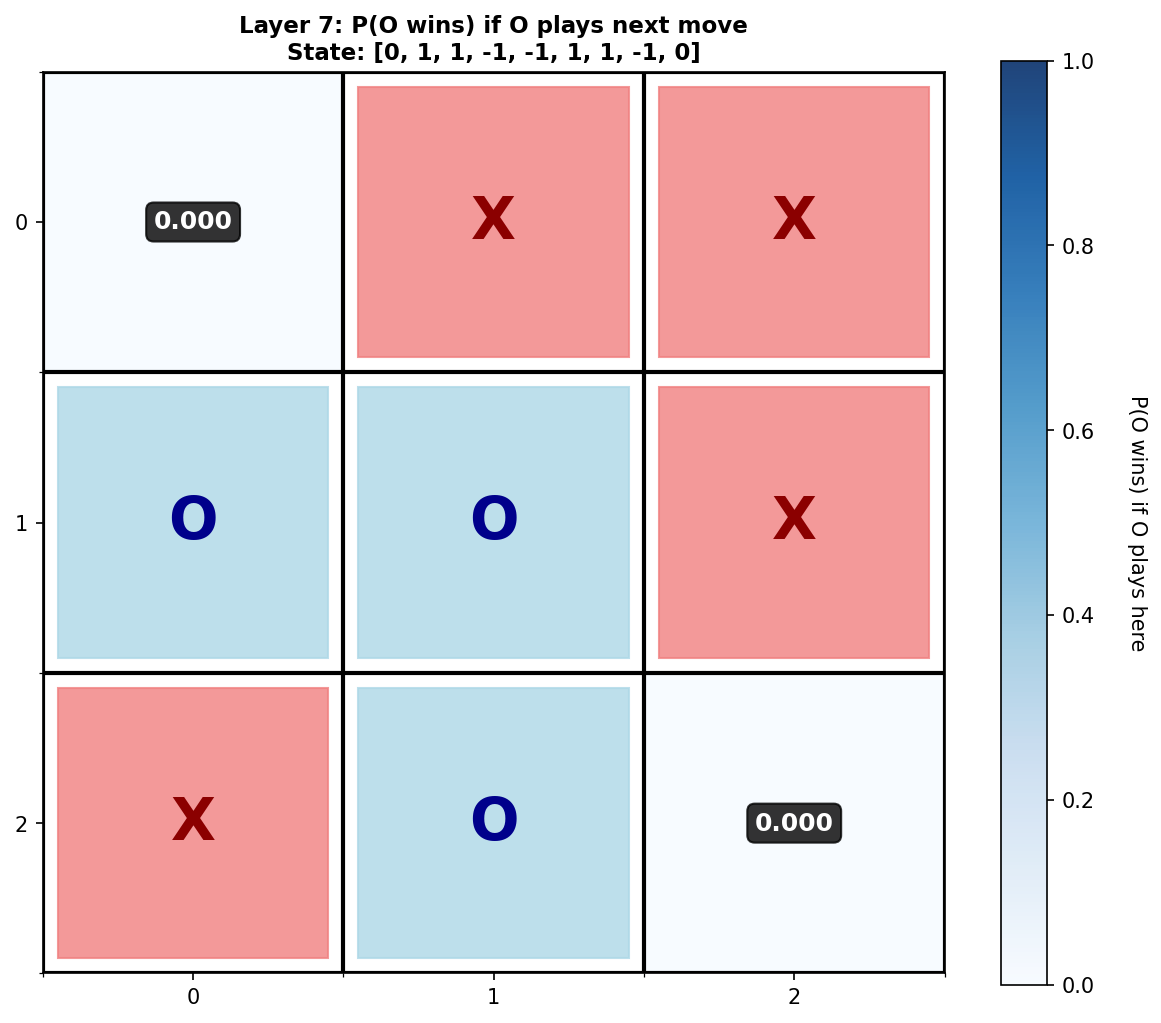 Layer 7: P(O wins) if O plays next move
State: [0, 1, 1, -1, -1, 1, 1, -1, 0]
0 0.000 X X
1 O O X
2 X O 0.000
0 1 2
1.0
0.8
0.6
0.4
0.2
0.0
P(O wins) if O plays here